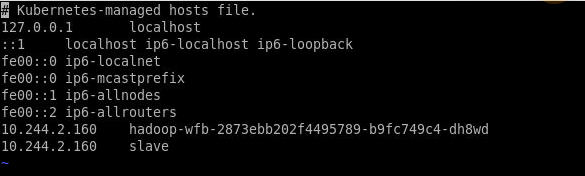 # Kubernetes-managed hosts file.
127.0.0.1 localhost
::1 localhost ip6-localhost ip6-loopback
fe00::0 ip6-localnet
fe00::0 ip6-mcastprefix
fe00::1 ip6-allnodes
fe00::2 ip6-allrouters
10.244.2.160 hadoop-wfb-2873ebb202f4495789-b9fc749c4-dh8wd
10.244.2.160 slave
~